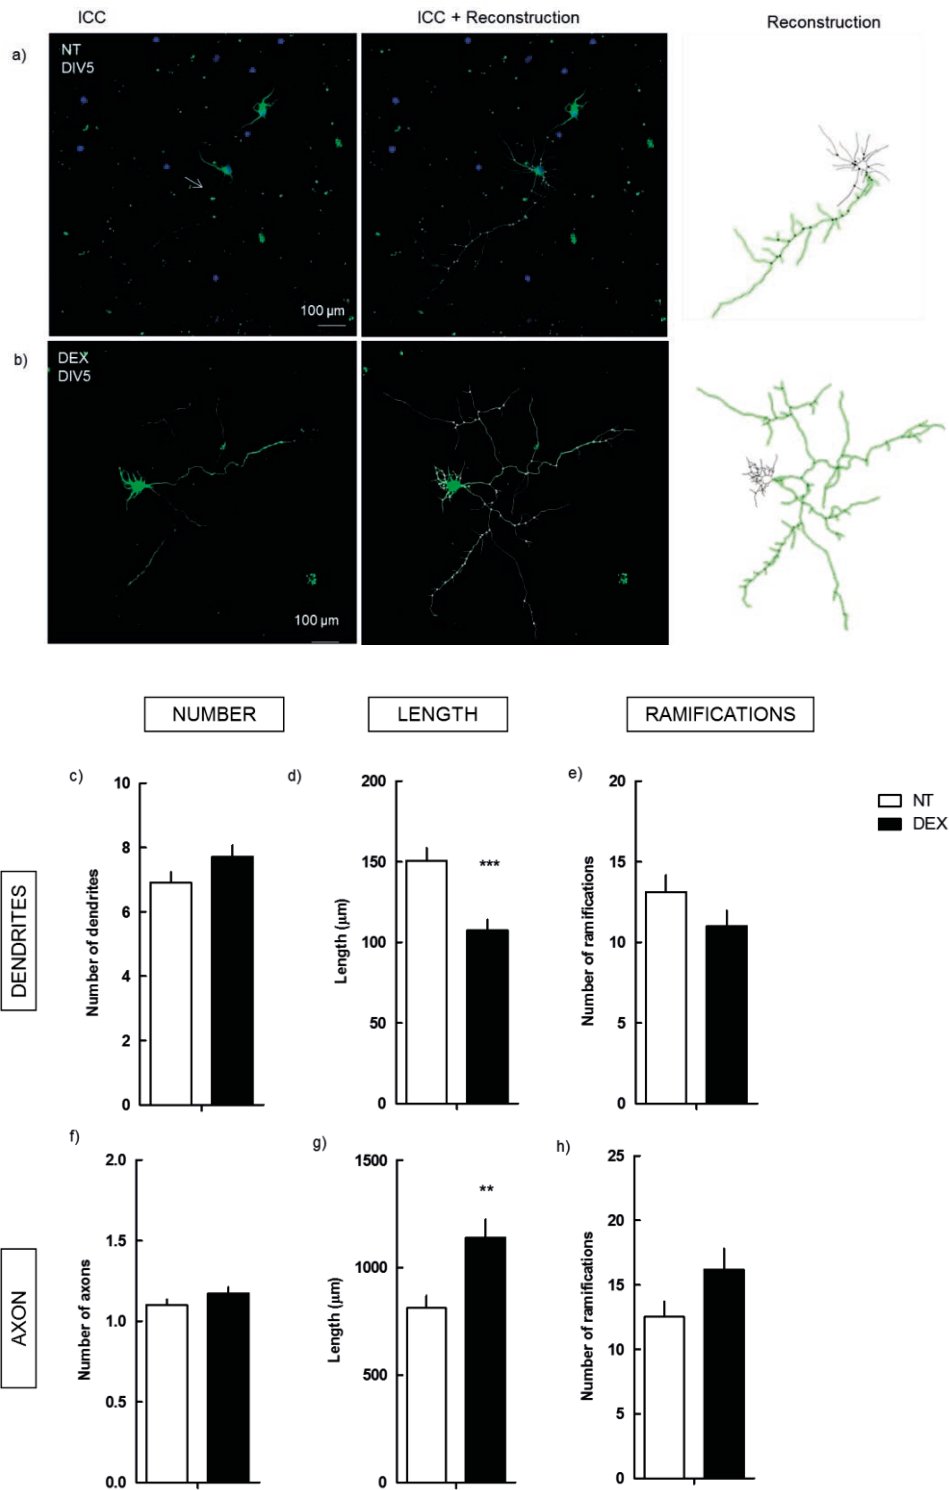 ICC
ICC + Reconstruction
Reconstruction
a)
NT
DIV5
100 µm
b)
DEX
DIV5
100 µm
NUMBER
LENGTH
RAMIFICATIONS
DENDRITES
c)
Number of dendrites
10
8
6
4
2
0
d)
Length (µm)
200
150
100
50
0
***
e)
Number of ramifications
20
15
10
5
0
NT
DEX
AXON
f)
Number of axons
2.0
1.5
1.0
0.5
0.0
g)
Length (µm)
1500
1000
500
0
**
h)
Number of ramifications
25
20
15
10
5
0